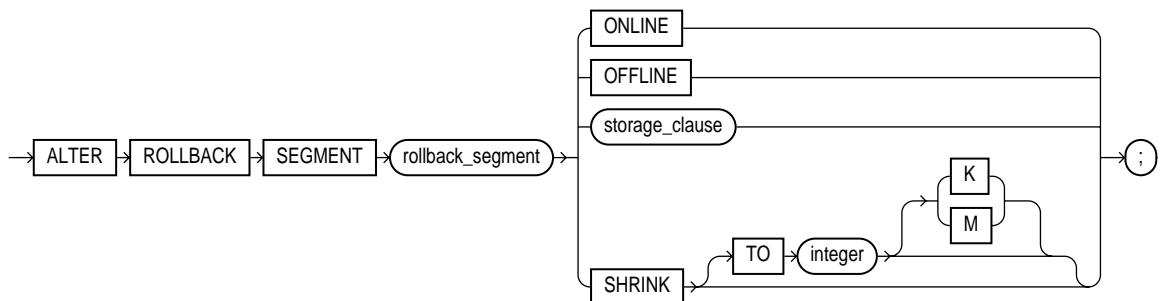 ONLINE
OFFLINE
storage_clause
ALTER ROLLBACK SEGMENT rollback_segment ;
K
M
TO integer
SHRINK